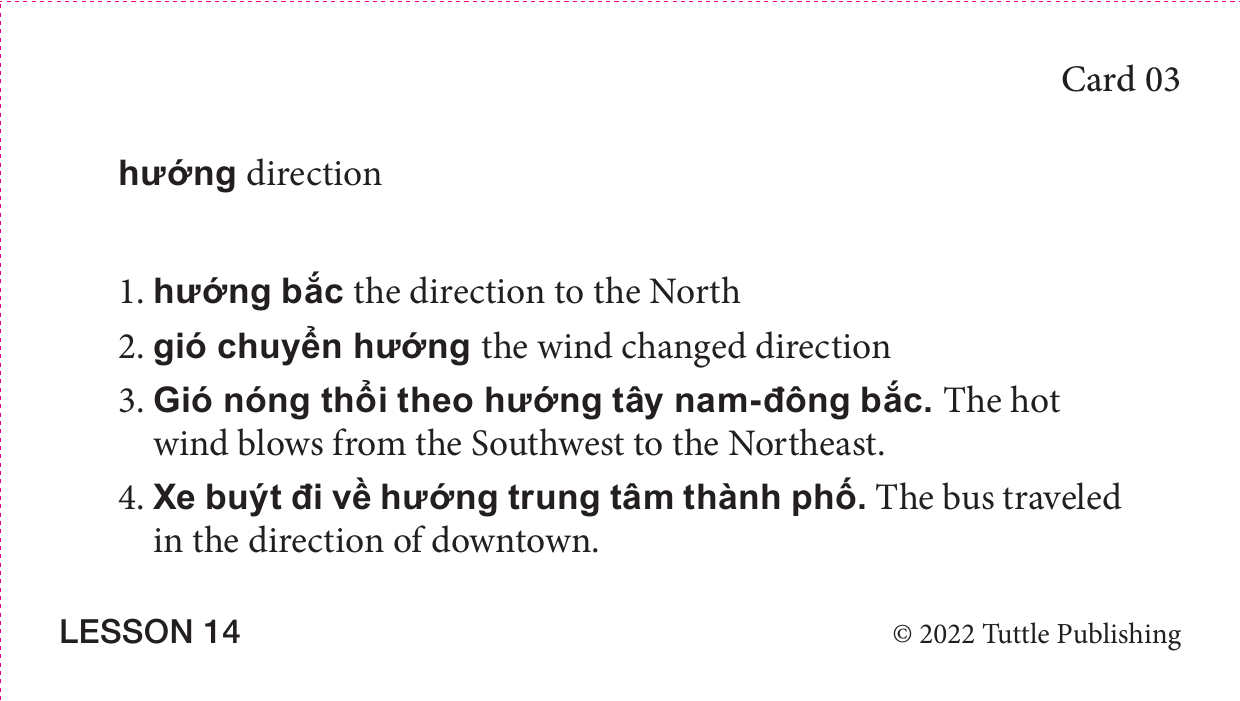 Card 03
hướng direction
1. hướng bắc the direction to the North
2. gió chuyển hướng the wind changed direction
3. Gió nóng thổi theo hướng tây nam-đông bắc. The hot
wind blows from the Southwest to the Northeast.
4. Xe buýt đi về hướng trung tâm thành phố. The bus traveled
in the direction of downtown.
LESSON 14
© 2022 Tuttle Publishing